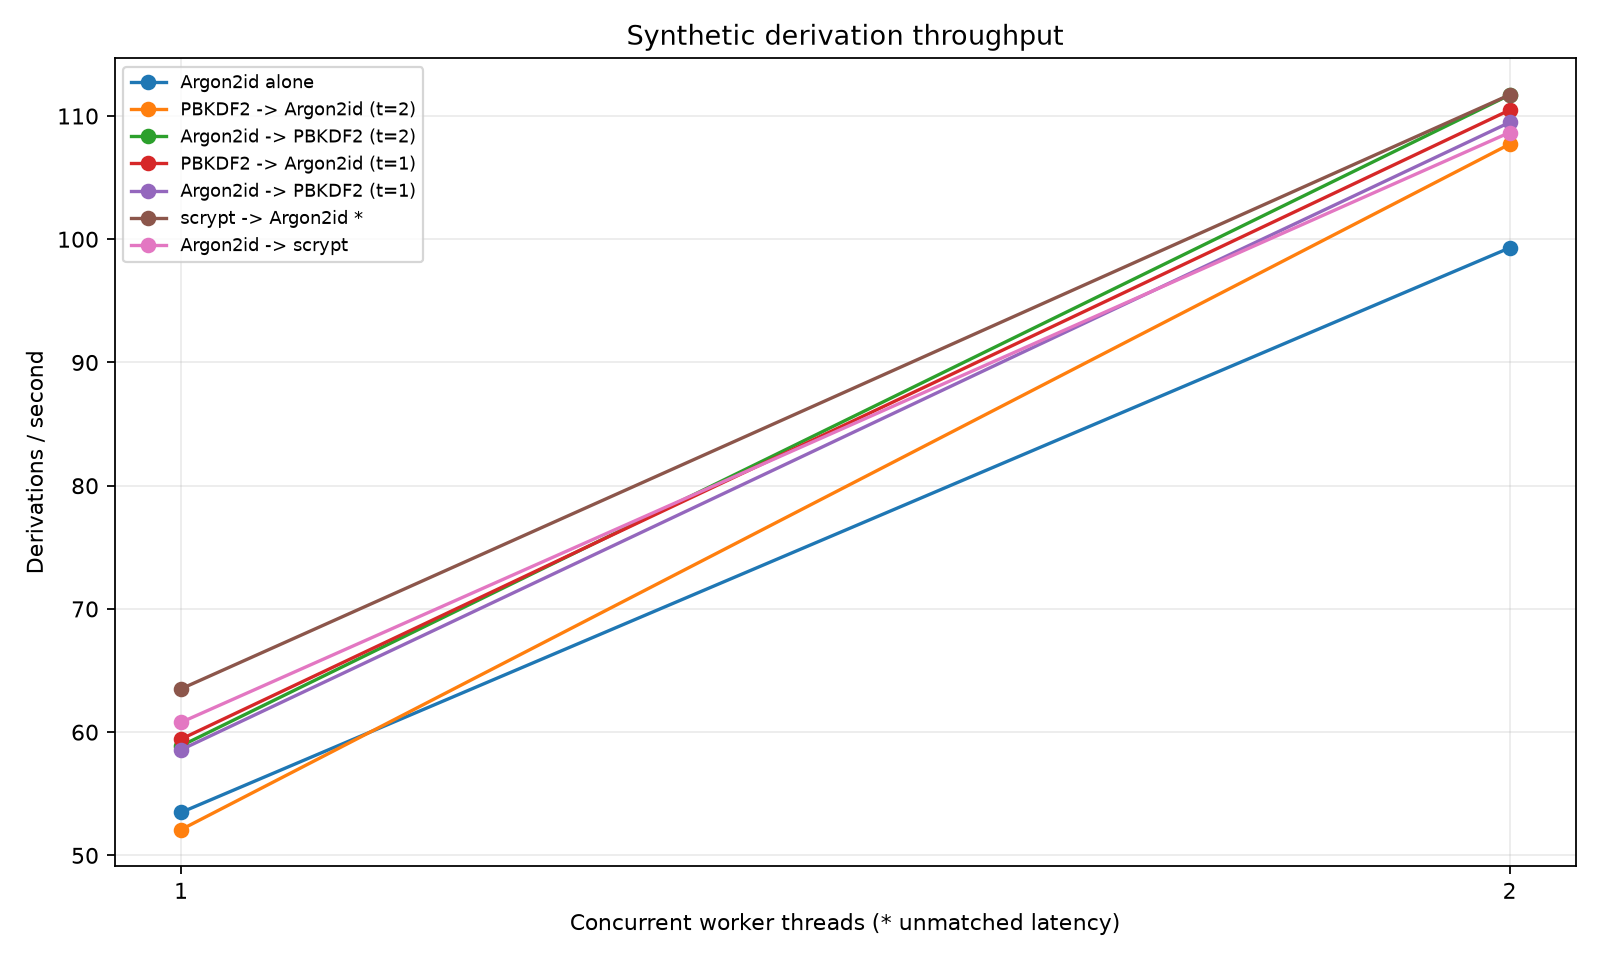 Synthetic derivation throughput
Argon2id alone
PBKDF2 -> Argon2id (t=2)
Argon2id -> PBKDF2 (t=2)
PBKDF2 -> Argon2id (t=1)
Argon2id -> PBKDF2 (t=1)
scrypt -> Argon2id *
Argon2id -> scrypt
Derivations / second
110
100
90
80
70
60
50
1
2
Concurrent worker threads (* unmatched latency)